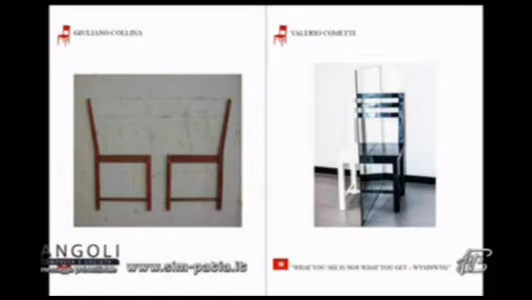 GIULIANO COLLINA
VALERIO COMETTI
ANGOLI
www.sim-patia.it
"WHAT YOU SEE IS NOT WHAT YOU GET - WYSINWYG"